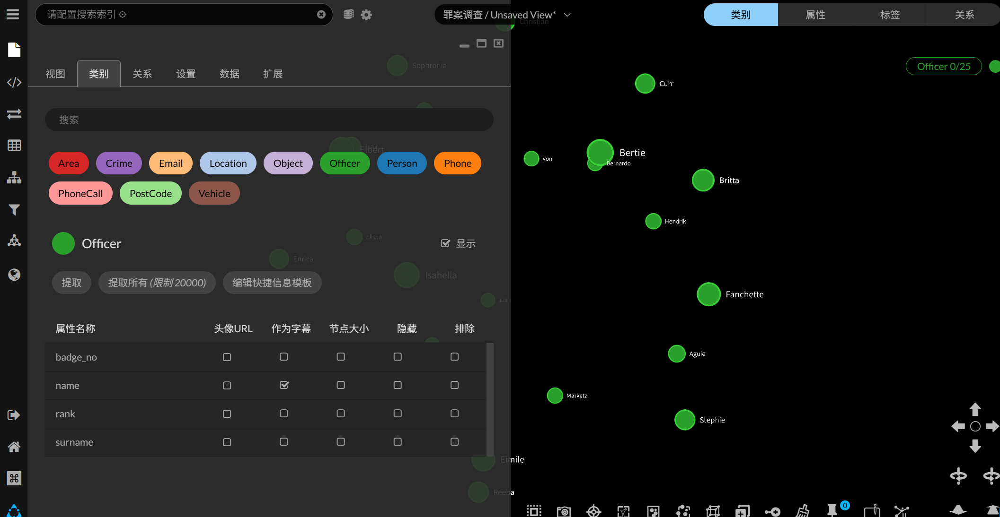 请配置搜索索引
罪案调查 / Unsaved View*
Christian
类别 属性 标签 关系
Sophronia
Officer 0/25
视图 类别 关系 设置 数据 扩展
Curr
搜索
Elbert
Von
Bertie
Bernardo
Area Crime Email Location Object Officer Person Phone
Britta
PhoneCall PostCode Vehicle
Hendrik
Elisha
Officer
显示
Enrica
Isahella
提取 提取所有 (限制 20000) 编辑快捷信息模板
Fanchette
Jule
属性名称 头像URL 作为字幕 节点大小 隐藏 排除
badge_no
Aguie
name
Marketa
rank
Stephie
surname
Eimile
Reeba
0